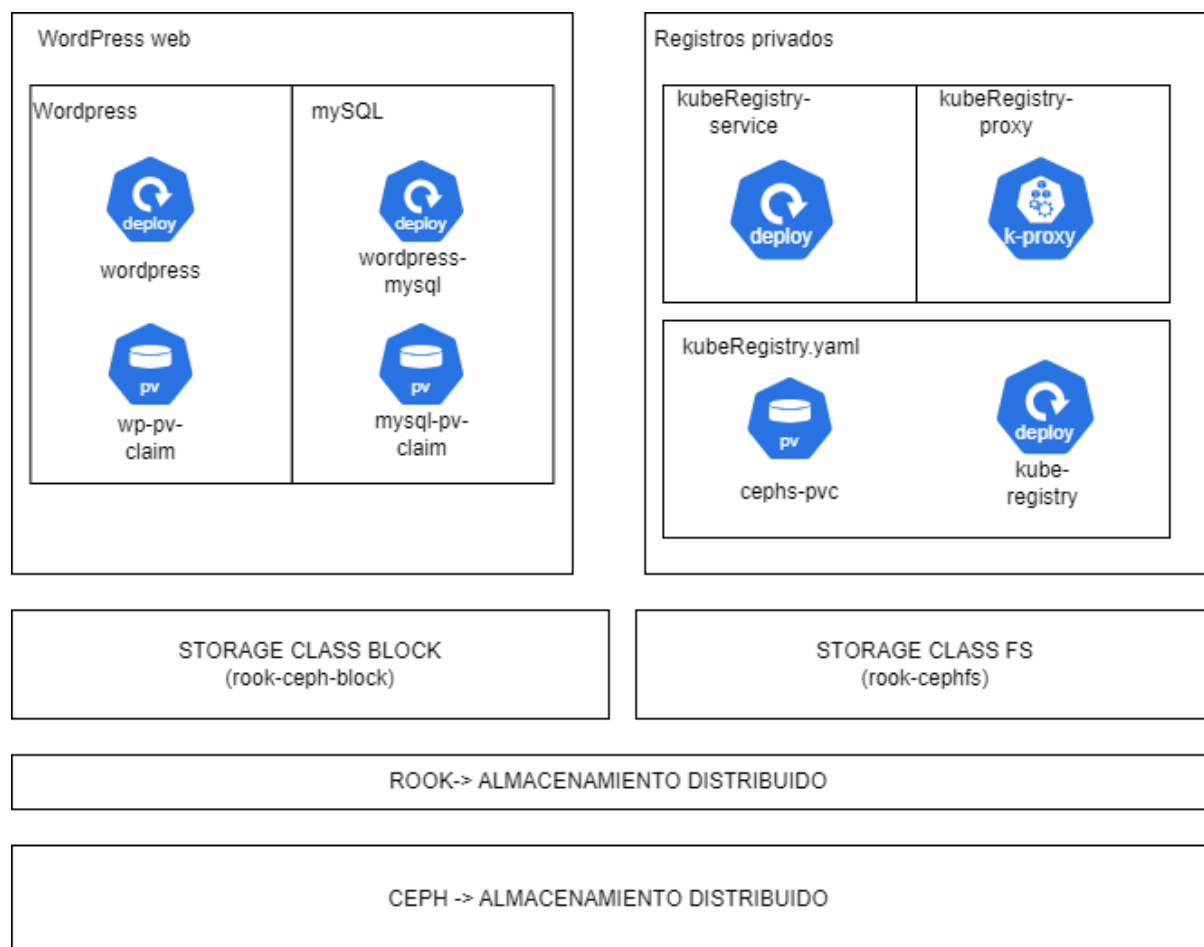 WordPress web
Wordpress
deploy
wordpress
pv
wp-pv-
claim
mySQL
deploy
wordpress-
mysql
pv
mysql-pv-
claim
Registros privados
kubeRegistry-
service
deploy
kubeRegistry-
proxy
k-proxy
kubeRegistry.yaml
pv
cephs-pvc
deploy
kube-
registry
STORAGE CLASS BLOCK
(rook-ceph-block)
STORAGE CLASS FS
(rook-cephfs)
ROOK-> ALMACENAMIENTO DISTRIBUIDO
CEPH -> ALMACENAMIENTO DISTRIBUIDO